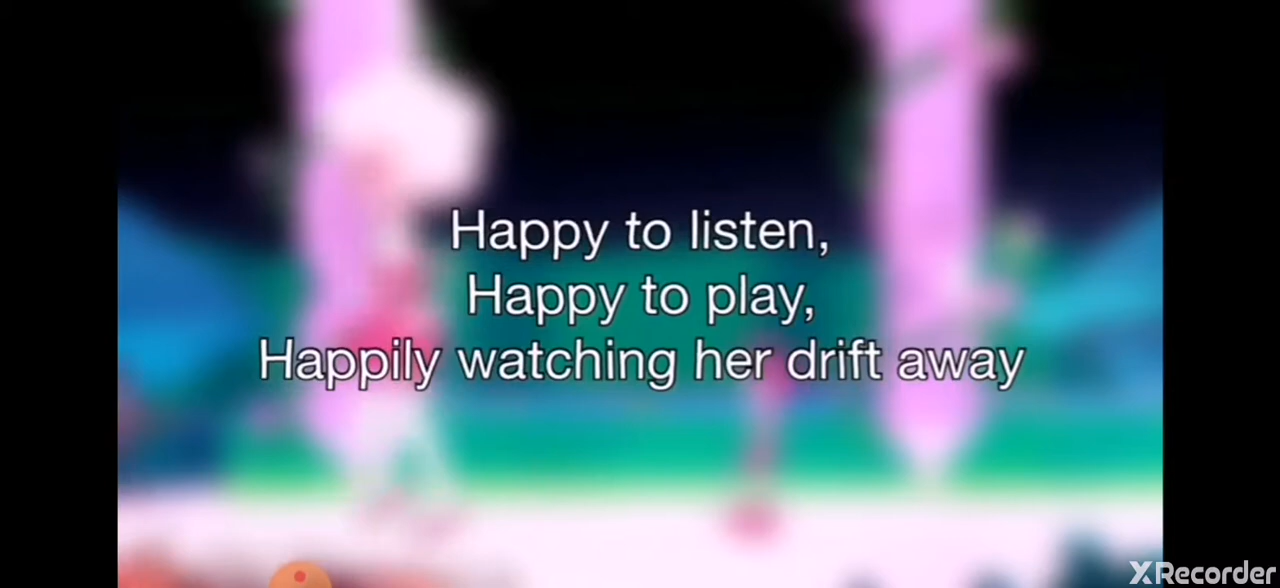 Happy to listen,
Happy to play,
Happily watching her drift away
XRecorder